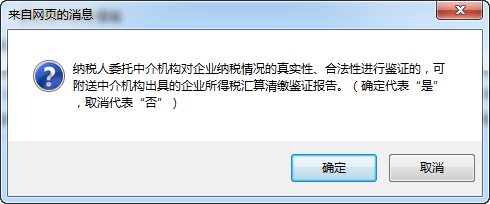 来自网页的消息
纳税人委托中介机构对企业纳税情况的真实性、合法性进行鉴证的，可
附送中介机构出具的企业所得税汇算清缴鉴证报告。（确定代表“是”
，取消代表“否”）
确定
取消